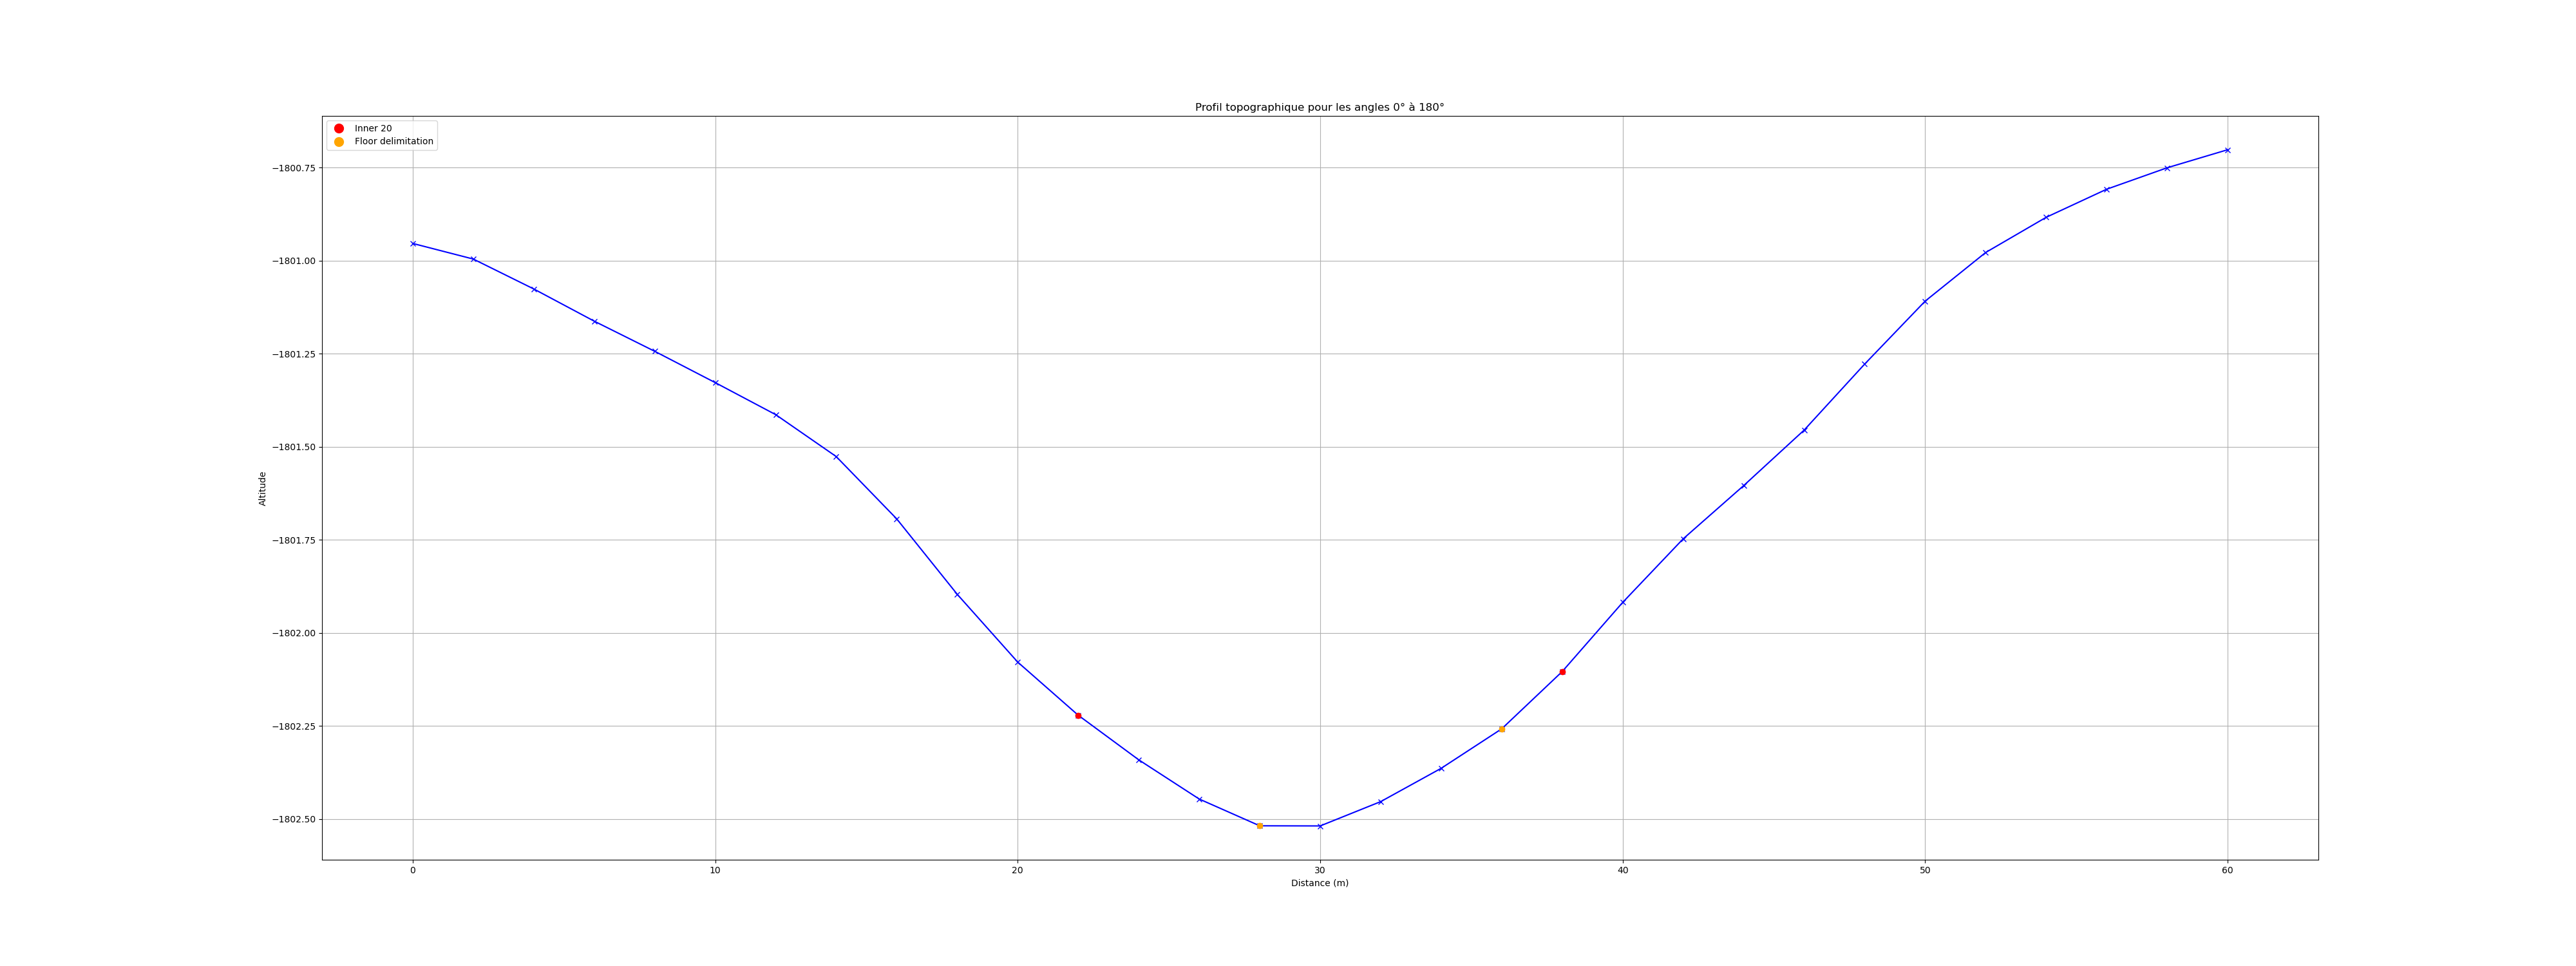 Profil topographique pour les angles 0° à 180°
Inner 20
Floor delimitation
−1800.75
−1801.00
−1801.25
−1801.50
−1801.75
−1802.00
−1802.25
−1802.50
Altitude
0 10 20 30 40 50 60
Distance (m)